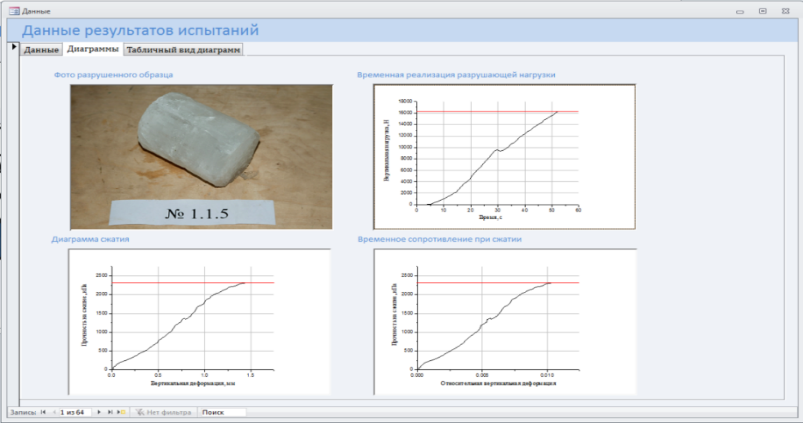 Данные
Данные результатов испытаний
Данные Диаграммы Табличный вид диаграмм
Фото разрушенного образца
№ 1.1.5
Временная реализация разрушающей нагрузки
18000
16000
14000
12000
10000
8000
6000
4000
2000
0
0 10 20 30 40 50 60
Вертикальная нагрузка, Н
Время, с
Диаграмма сжатия
2500
2000
1500
1000
500
0
0.0 0.5 1.0 1.5
Прочность на сжатие, кПа
Вертикальная деформация, мм
Временное сопротивление при сжатии
2500
2000
1500
1000
500
0
0.000 0.005 0.010
Прочность на сжатие, кПа
Относительная вертикальная деформация
Запись: 1 из 64 Нет фильтра Поиск